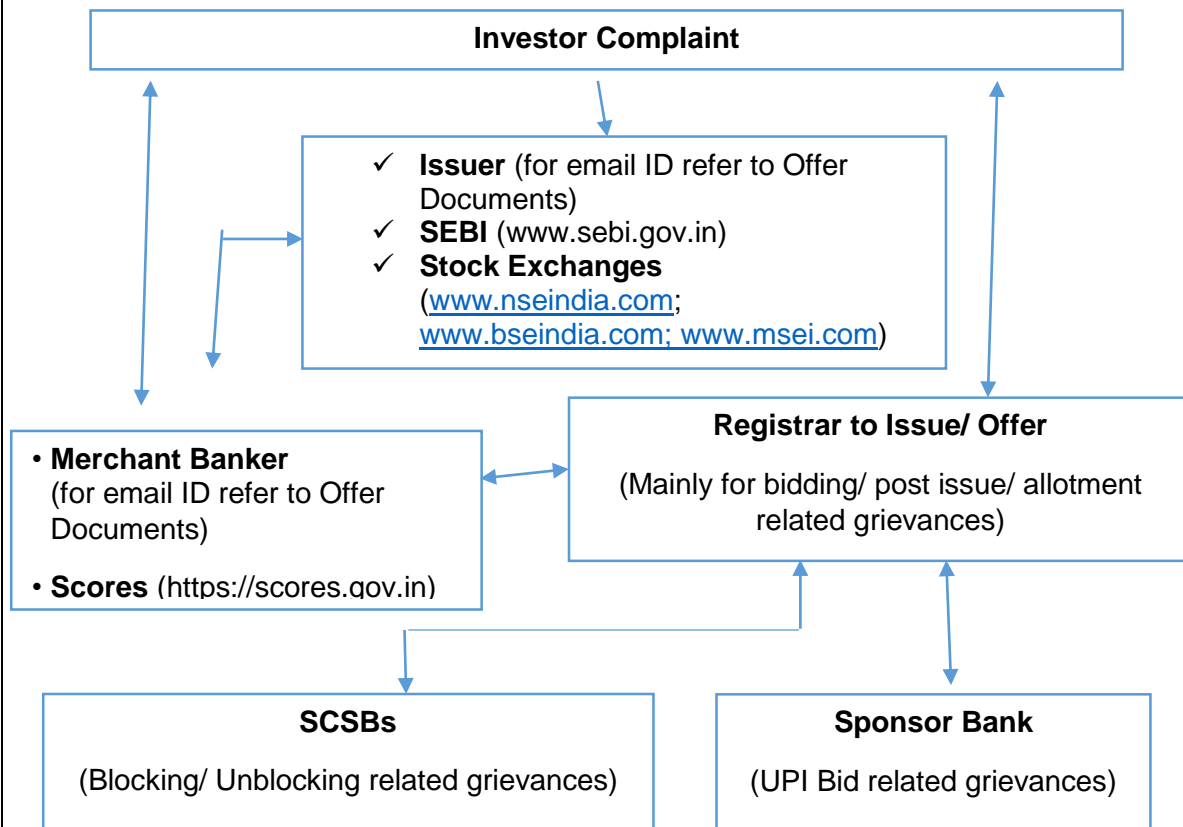 Investor Complaint
✓ Issuer (for email ID refer to Offer
Documents)
✓ SEBI (www.sebi.gov.in)
✓ Stock Exchanges
(www.nseindia.com;
www.bseindia.com; www.msei.com)
• Merchant Banker
(for email ID refer to Offer
Documents)
• Scores (https://scores.gov.in)
Registrar to Issue/ Offer
(Mainly for bidding/ post issue/ allotment
related grievances)
SCSBs
(Blocking/ Unblocking related grievances)
Sponsor Bank
(UPI Bid related grievances)